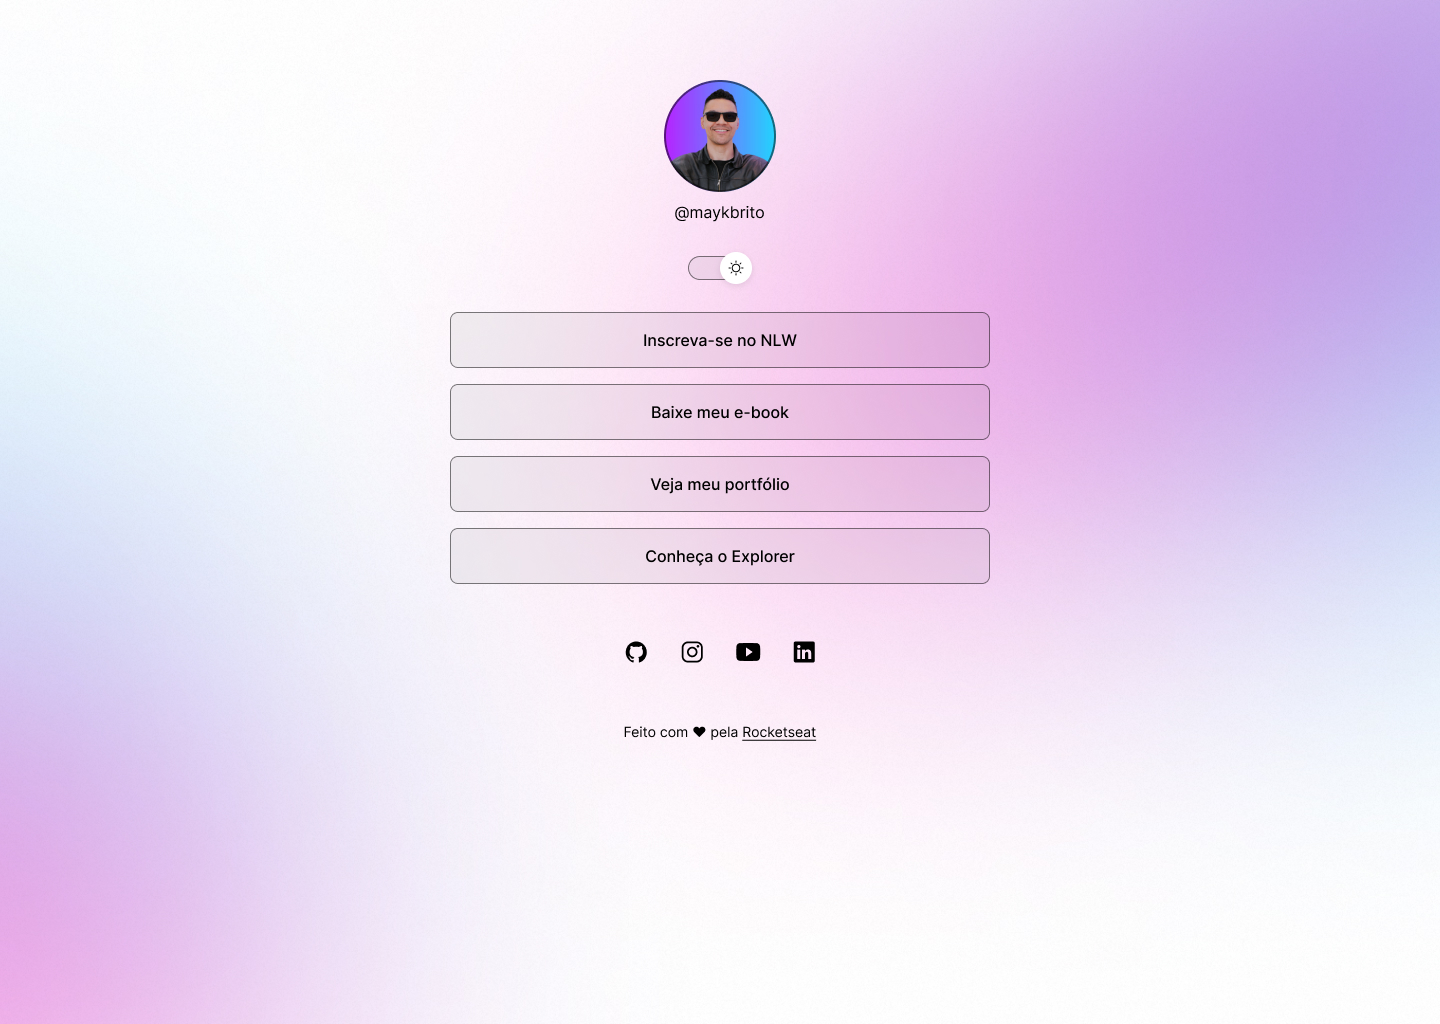 @maykbrito
Inscreva-se no NLW
Baixe meu e-book
Veja meu portfólio
Conheça o Explorer
Feito com ♥ pela Rocketseat